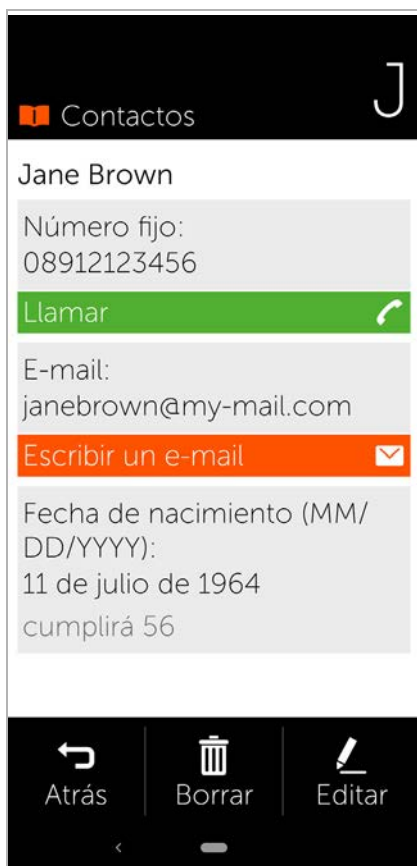 J
Contactos
Jane Brown
Número fijo:
08912123456
Llamar
E-mail:
janebrown@my-mail.com
Escribir un e-mail
Fecha de nacimiento (MM/
DD/YYYY):
11 de julio de 1964
cumplirá 56
Atrás Borrar Editar